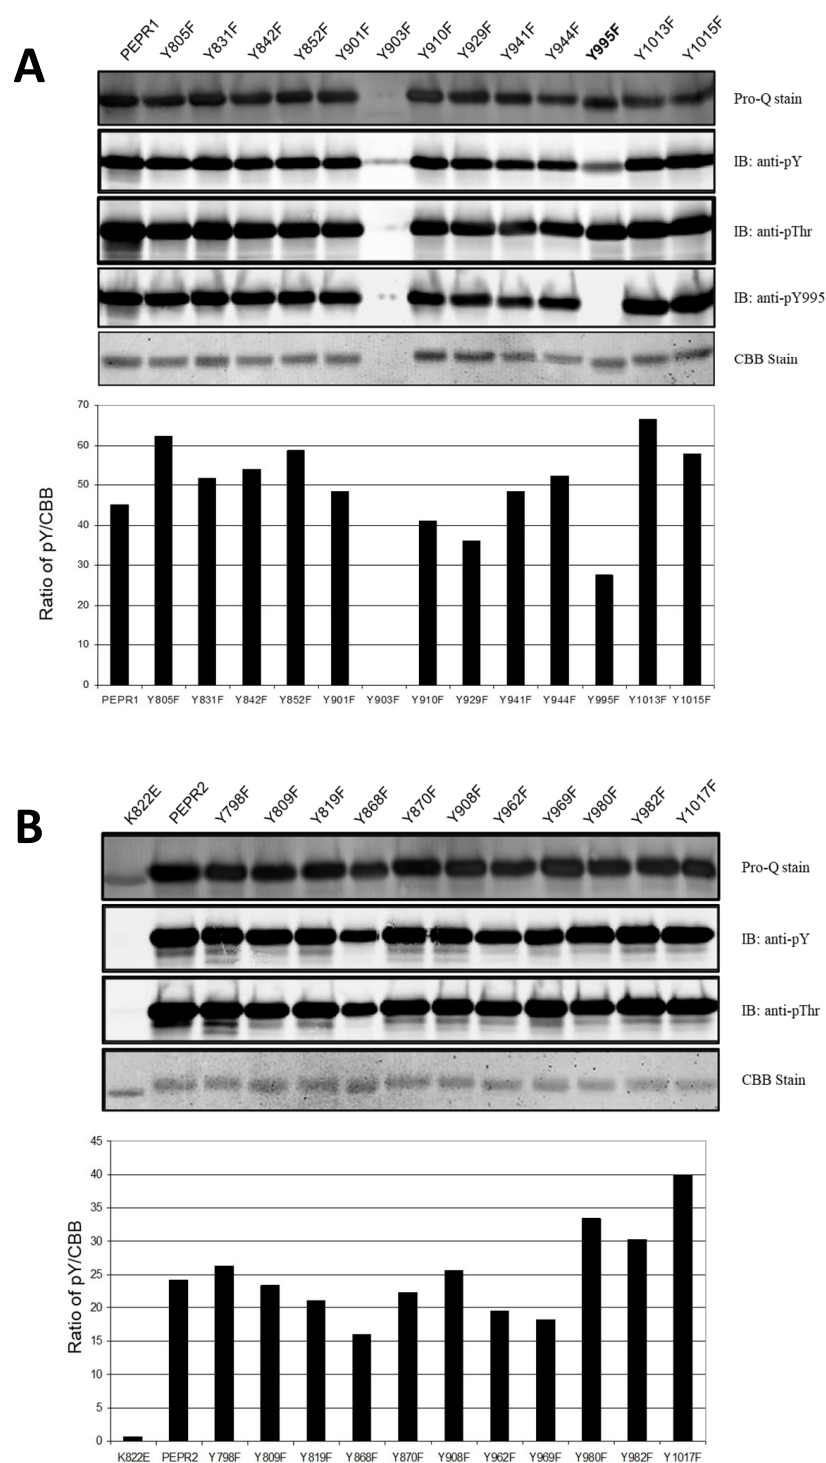 A
PEPR1 Y805F Y831F Y842F Y852F Y901F Y903F Y910F Y929F Y941F Y944F Y995F Y1013F Y1015F
Pro-Q stain
IB: anti-pY
IB: anti-pThr
IB: anti-pY995
CBB Stain
Ratio of pY/CBB
70
60
50
40
30
20
10
0
PEPR1 Y805F Y831F Y842F Y852F Y901F Y903F Y910F Y929F Y941F Y944F Y995F Y1013F Y1015F
B
K822E PEPR2 Y798F Y809F Y819F Y868F Y870F Y908F Y962F Y969F Y980F Y982F Y1017F
Pro-Q stain
IB: anti-pY
IB: anti-pThr
CBB Stain
Ratio of pY/CBB
45
40
35
30
25
20
15
10
5
0
K822E PEPR2 Y798F Y809F Y819F Y868F Y870F Y908F Y962F Y969F Y980F Y982F Y1017F